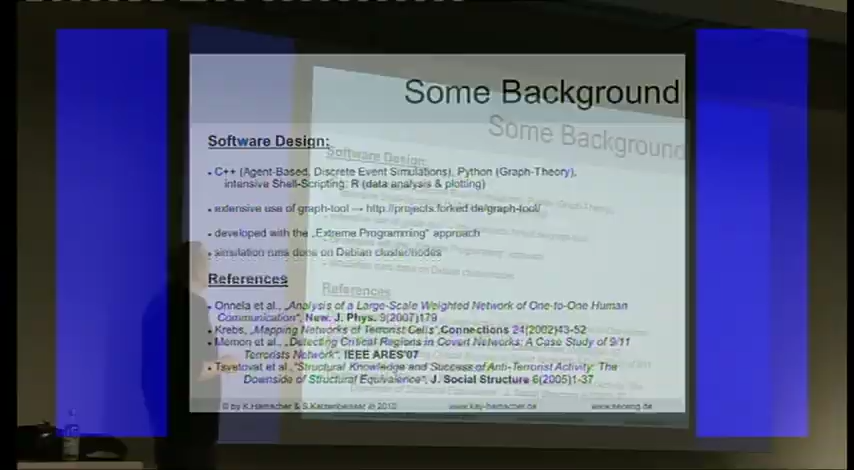 Some Background
Software Design:
• C++ (Agent-Based, Discrete Event Simulations), Python (Graph-Theory),
intensive Shell-Scripting: R (data analysis & plotting)
• extensive use of graph-tool → http://projects.forked.de/graph-tool/
• developed with the „Extreme Programming“ approach
• simulation runs done on Debian cluster/nodes
References
• Onnela et al., „Analysis of a Large-Scale Weighted Network of One-to-One Human
Communication“, New. J. Phys. 9(2007)179
• Krebs, „Mapping Networks of Terrorist Cells“, Connections 24(2002)43-52
• Memon et al., „Detecting Critical Regions in Covert Networks: A Case Study of 9/11
Terrorists Network“, IEEE ARES'07
• Tsvetovat et al., “Structural Knowledge and Success of Anti-Terrorist Activity: The
Downside of Structural Equivalence“, J. Social Structure 6(2005)1-37
© by K.Hamacher & S.Katzenbeisser @ 2010 www.kay-hamacher.de www.seceng.de
Some Background
Software Design:
References